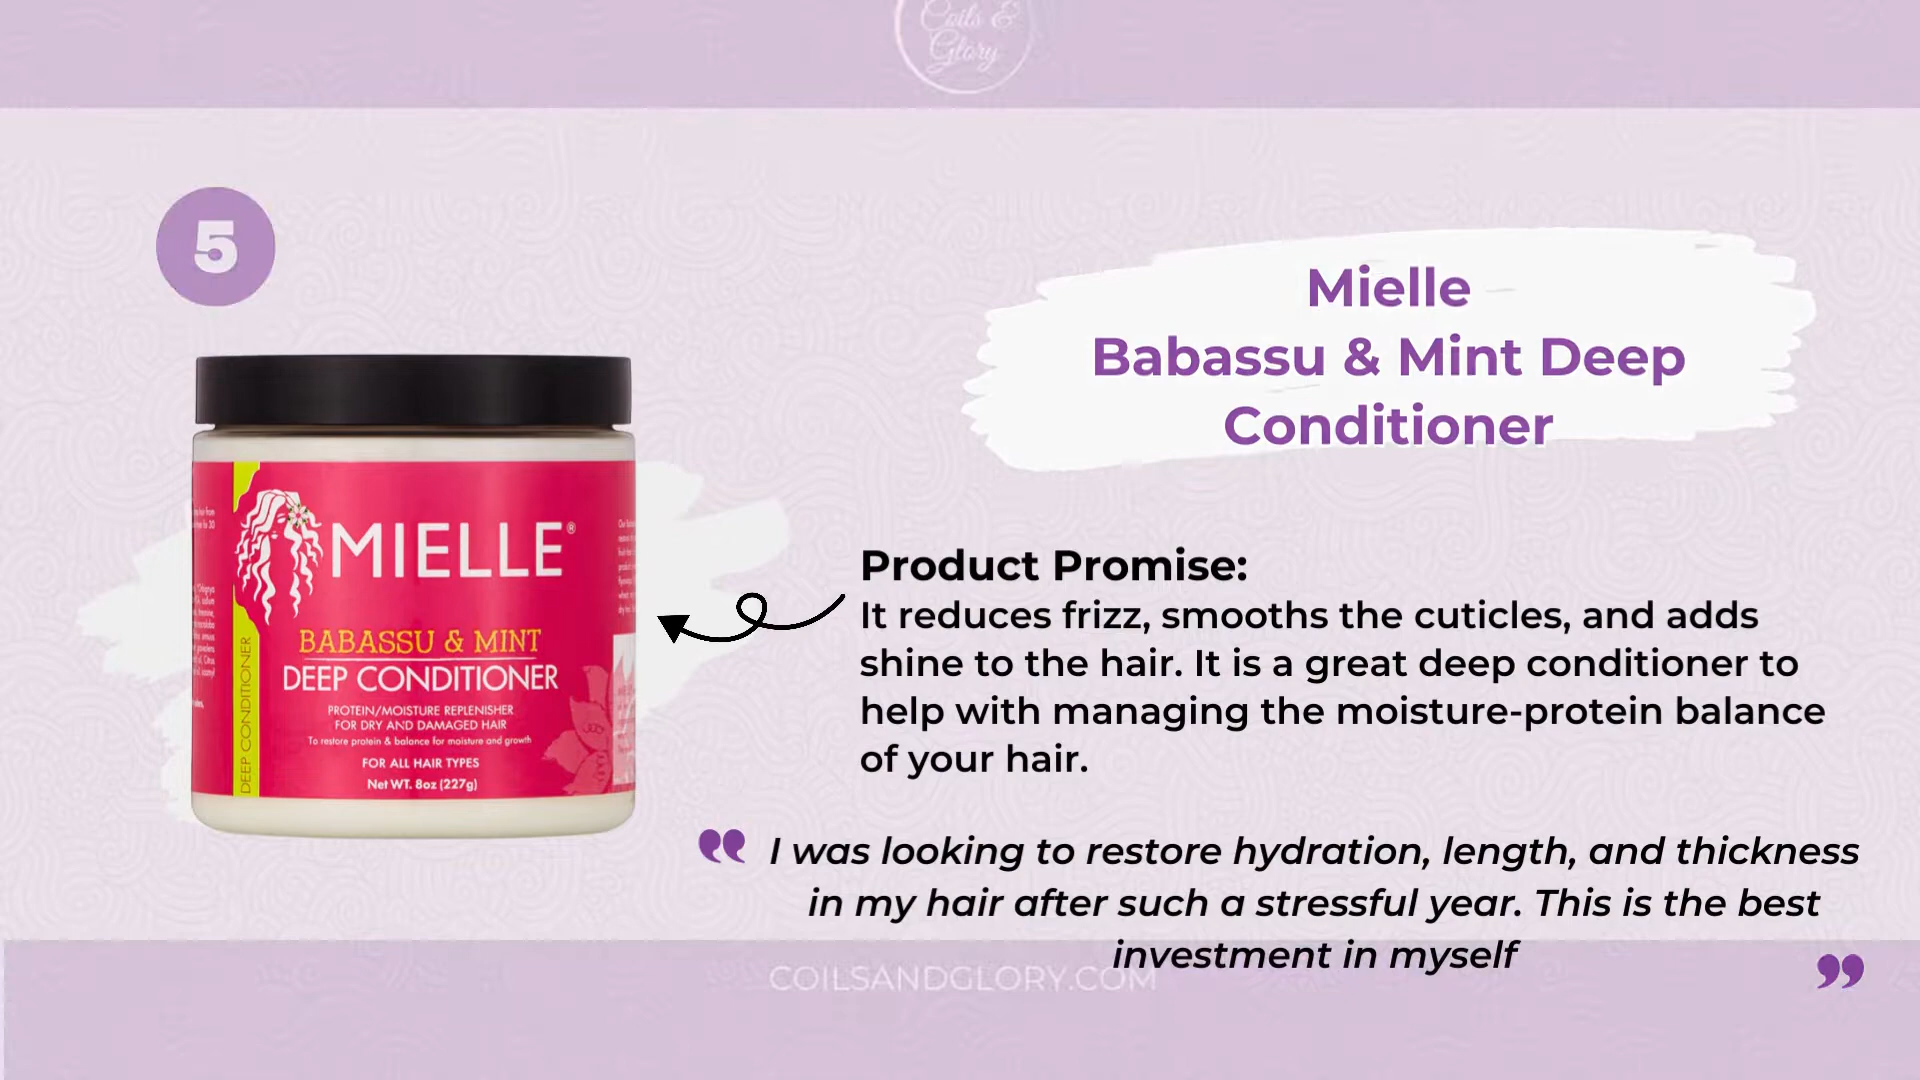 Coils &
Glory
5
Mielle
Babassu & Mint Deep
Conditioner
MIELLE®
BABASSU & MINT
DEEP CONDITIONER
PROTEIN/MOISTURE REPLENISHER
FOR DRY AND DAMAGED HAIR
To restore protein & balance for moisture and growth
FOR ALL HAIR TYPES
Net WT. 8oz (227g)
DEEP CONDITIONER
Product Promise:
It reduces frizz, smooths the cuticles, and adds
shine to the hair. It is a great deep conditioner to
help with managing the moisture-protein balance
of your hair.
❝ I was looking to restore hydration, length, and thickness
in my hair after such a stressful year. This is the best
investment in myself ❞
COILSANDGLORY.COM